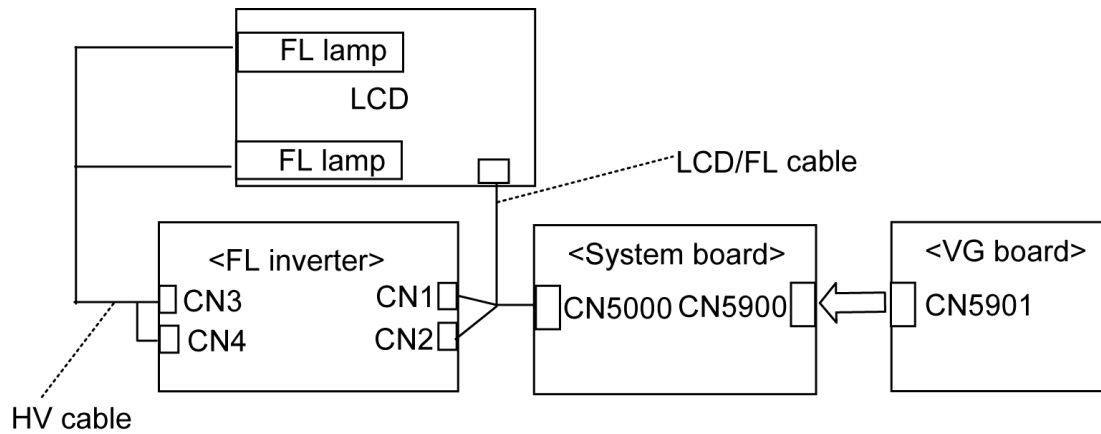 FL lamp
LCD
FL lamp
LCD/FL cable
<FL inverter>
<System board>
<VG board>
CN3
CN1
CN5000
CN5900
CN5901
CN4
CN2
HV cable